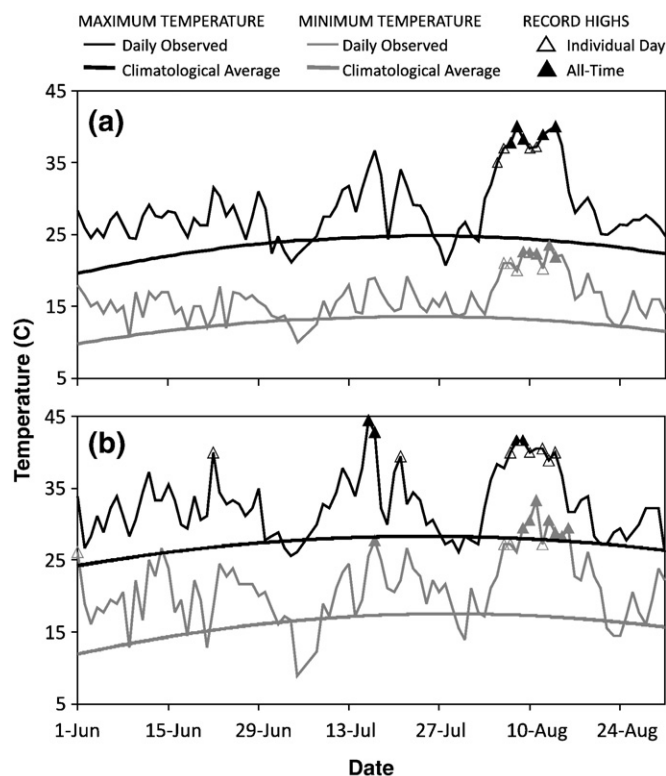 MAXIMUM TEMPERATURE MINIMUM TEMPERATURE RECORD HIGHS
Daily Observed Daily Observed Individual Day
Climatological Average Climatological Average All-Time
45
(a)
35
25
15
5
Temperature (C)
45
(b)
35
25
15
5
1-Jun 15-Jun 29-Jun 13-Jul 27-Jul 10-Aug 24-Aug
Date